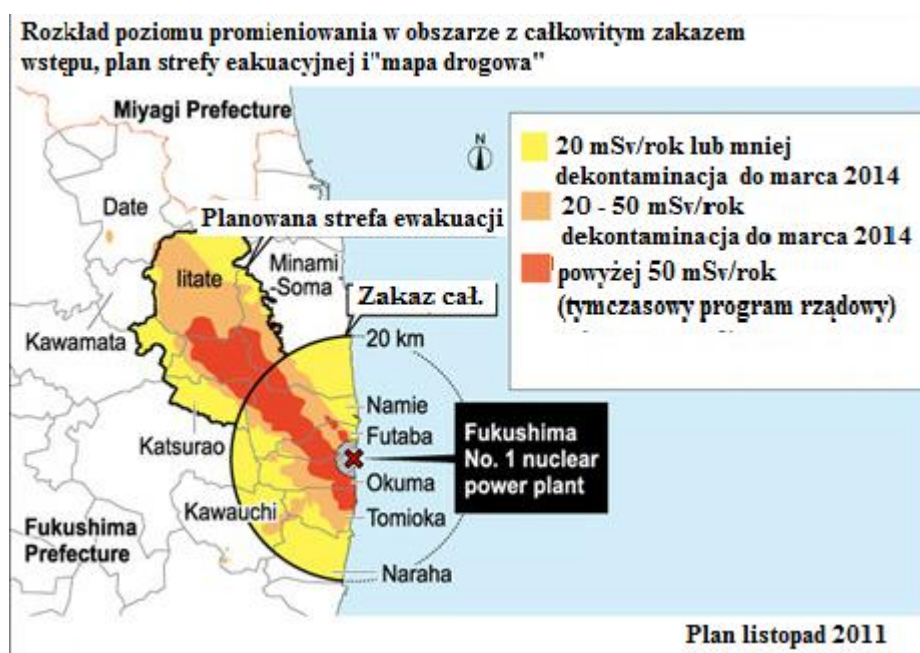 Rozkład poziomu promieniowania w obszarze z całkowitym zakazem
wstępu, plan strefy eakuacyjnej i"mapa drogowa"
Miyagi Prefecture
N
20 mSv/rok lub mniej
dekontaminacja do marca 2014
20 - 50 mSv/rok
dekontaminacja do marca 2014
powyżej 50 mSv/rok
(tymczasowy program rządowy)
Date
Planowana strefa ewakuacji
Iitate
Minami
-Soma
Zakaz cał.
Kawamata
20 km
Namie
Futaba
Katsurao
Fukushima
No. 1 nuclear
power plant
Okuma
Kawauchi
Tomioka
Fukushima
Prefecture
Naraha
Plan listopad 2011